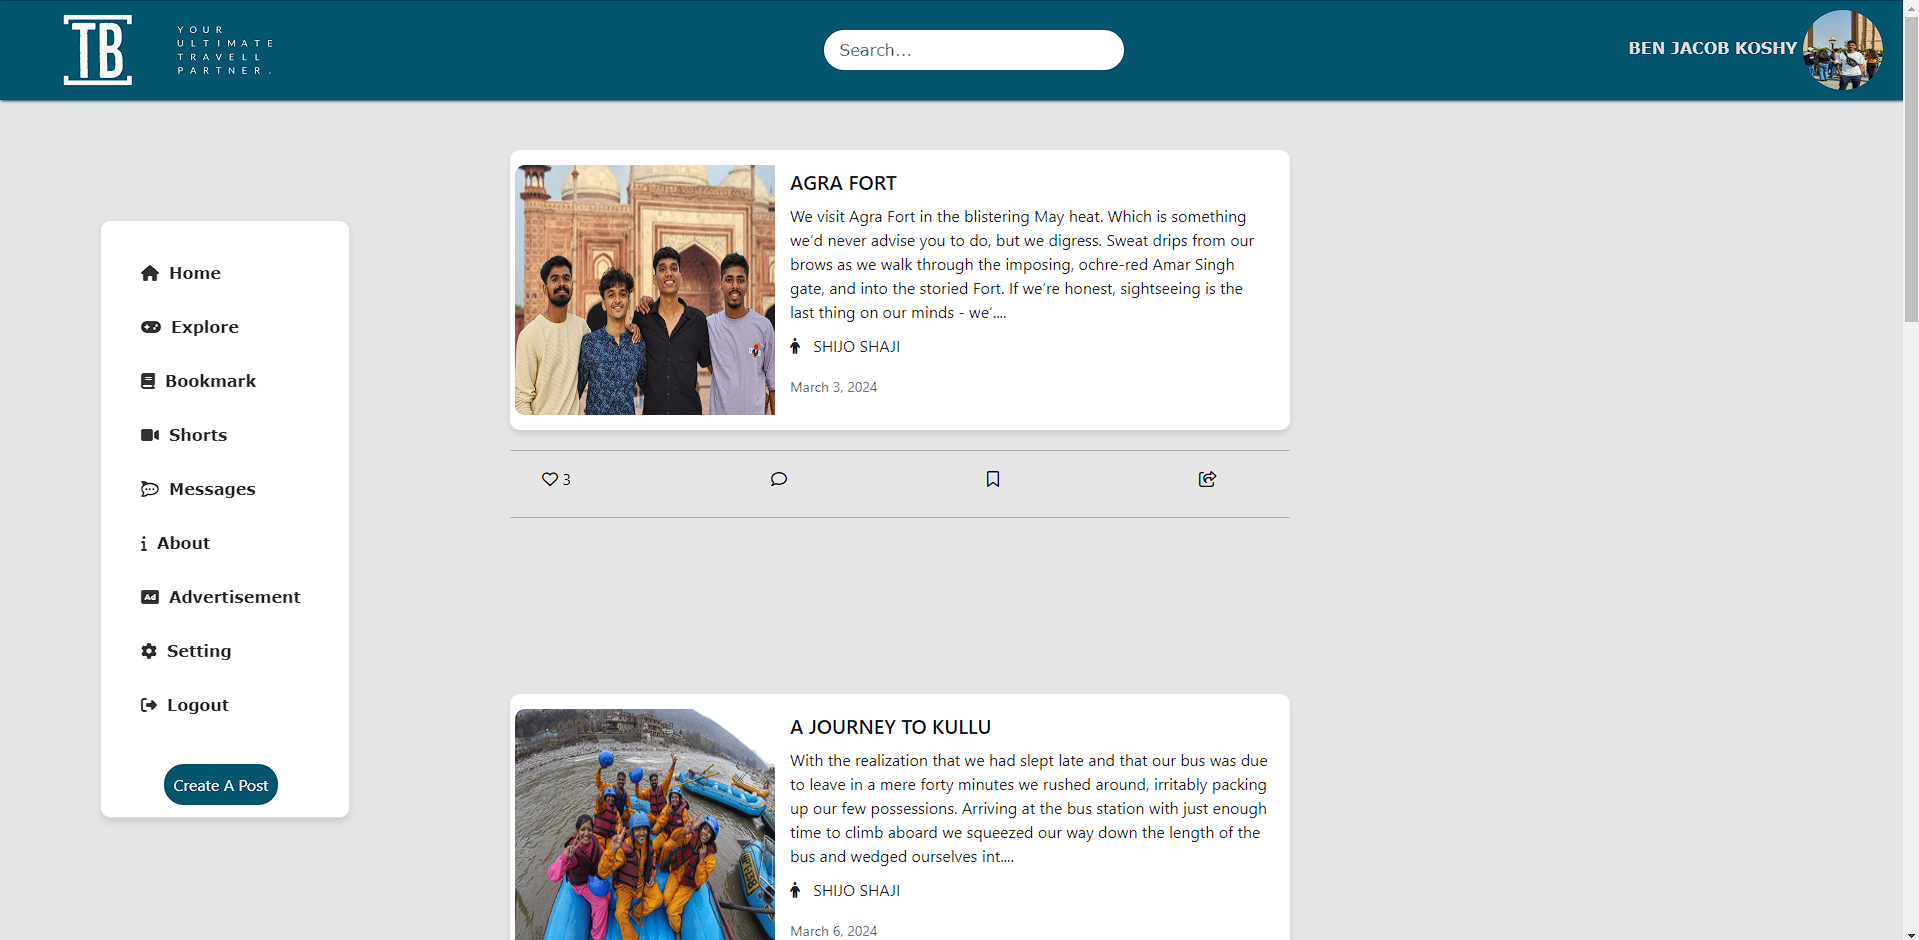 TB
YOUR
ULTIMATE
TRAVELL
PARTNER.
Search...
BEN JACOB KOSHY
Home
Explore
Bookmark
Shorts
Messages
About
Ad Advertisement
Setting
Logout
Create A Post
AGRA FORT
We visit Agra Fort in the blistering May heat. Which is something
we’d never advise you to do, but we digress. Sweat drips from our
brows as we walk through the imposing, ochre-red Amar Singh
gate, and into the storied Fort. If we’re honest, sightseeing is the
last thing on our minds - we’....
SHIJO SHAJI
March 3, 2024
3
A JOURNEY TO KULLU
With the realization that we had slept late and that our bus was due
to leave in a mere forty minutes we rushed around, irritably packing
up our few possessions. Arriving at the bus station with just enough
time to climb aboard we squeezed our way down the length of the
bus and wedged ourselves int....
SHIJO SHAJI
March 6, 2024